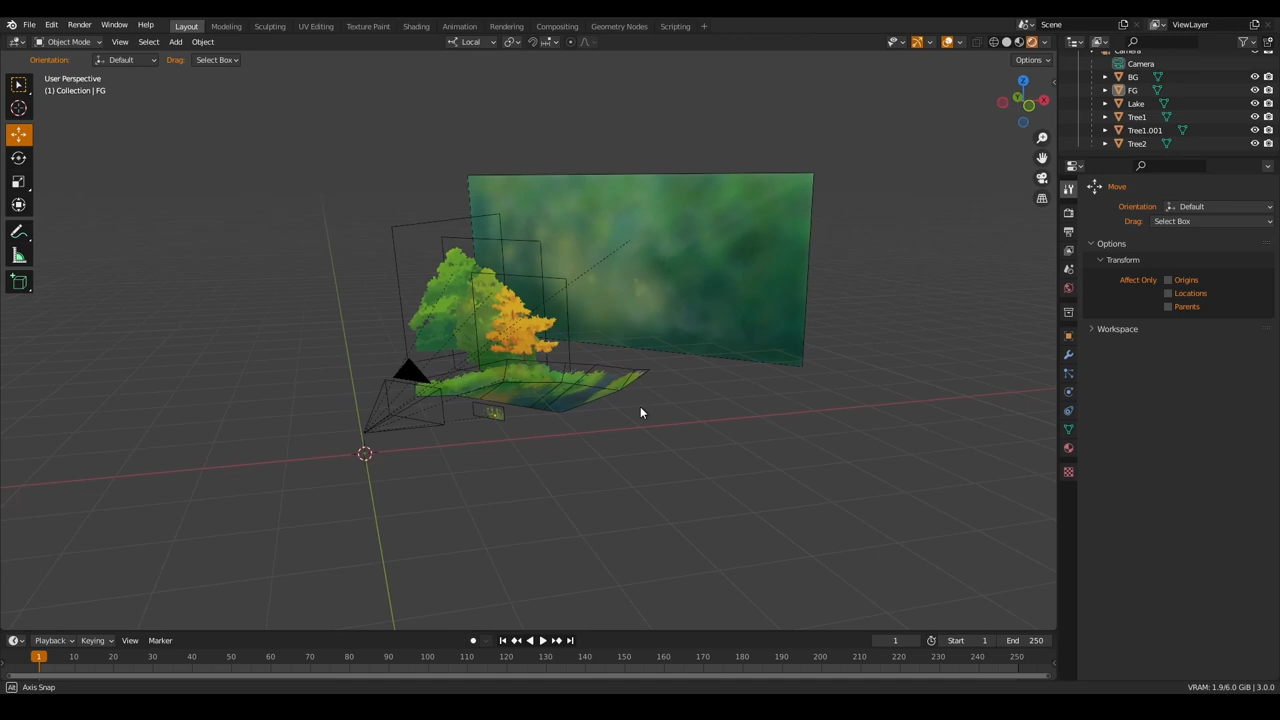 File Edit Render Window Help Layout Modeling Sculpting UV Editing Texture Paint Shading Animation Rendering Compositing Geometry Nodes Scripting + Scene ViewLayer
Object Mode View Select Add Object Local
Orientation: Default Drag: Select Box Options
User Perspective
(1) Collection | FG
Z
Y
X
Camera
BG
FG
Lake
Tree1
Tree1.001
Tree2
Move
Orientation Default
Drag: Select Box
Options
Transform
Affect Only Origins
Locations
Parents
Workspace
Playback Keying View Marker 1 Start 1 End 250
1 10 20 30 40 50 60 70 80 90 100 110 120 130 140 150 160 170 180 190 200 210 220 230 240 250
Alt Axis Snap VRAM: 1.9/6.0 GiB | 3.0.0